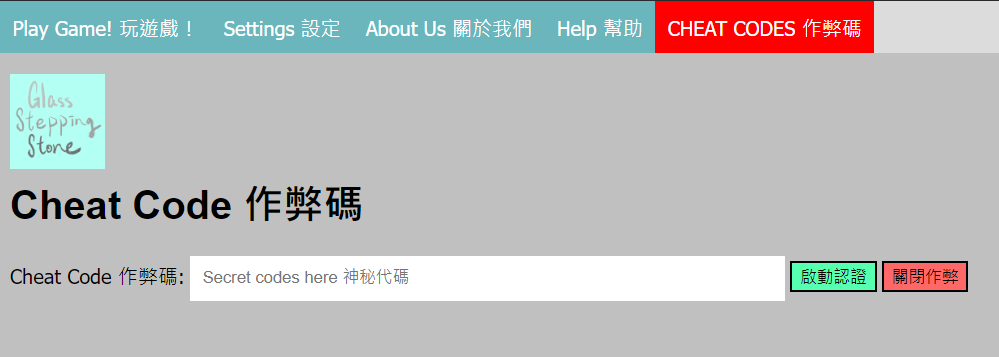 Play Game! 玩遊戲！ Settings 設定 About Us 關於我們 Help 幫助 CHEAT CODES 作弊碼
Glass
Stepping
Stone
Cheat Code 作弊碼
Cheat Code 作弊碼: Secret codes here 神秘代碼 啟動認證 關閉作弊